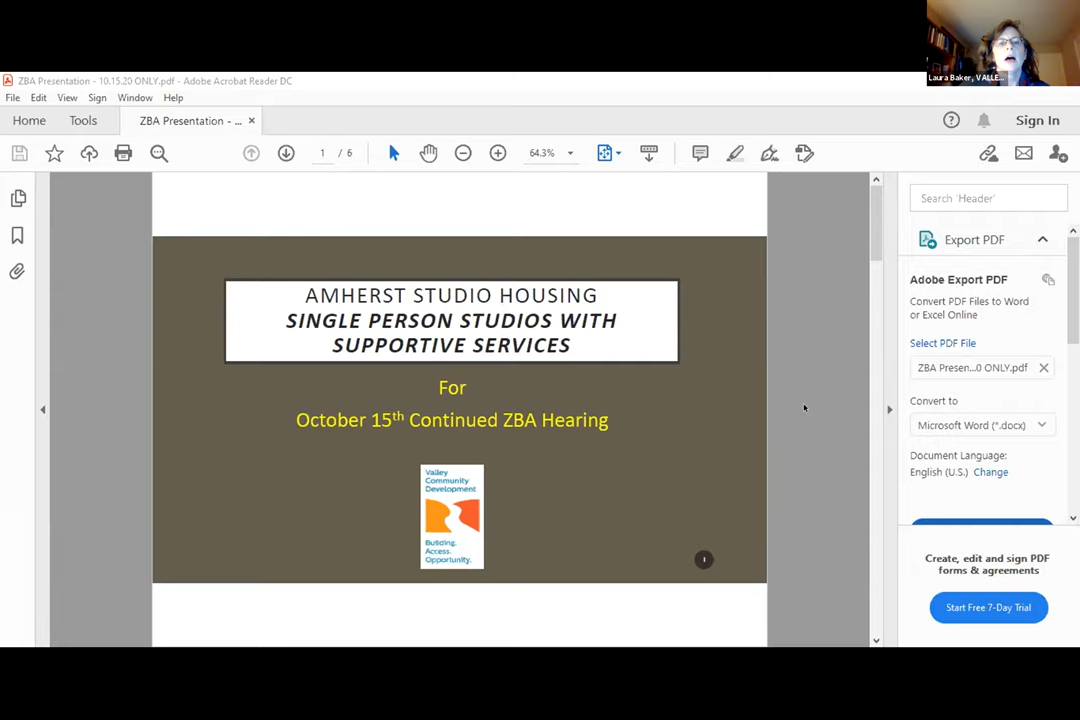 Laura Baker, VALLE...
ZBA Presentation - 10.15.20 ONLY.pdf - Adobe Acrobat Reader DC
File Edit View Sign Window Help
Home Tools ZBA Presentation - ... × Sign In
1 / 6 64.3%
Search 'Header'
Export PDF
Adobe Export PDF
Convert PDF Files to Word
or Excel Online
Select PDF File
ZBA Presen...0 ONLY.pdf
Convert to
Microsoft Word (*.docx)
Document Language:
English (U.S.) Change
Create, edit and sign PDF
forms & agreements
Start Free 7-Day Trial
AMHERST STUDIO HOUSING
SINGLE PERSON STUDIOS WITH
SUPPORTIVE SERVICES
For
October 15th Continued ZBA Hearing
Valley
Community
Development
Building.
Access.
Opportunity.
1